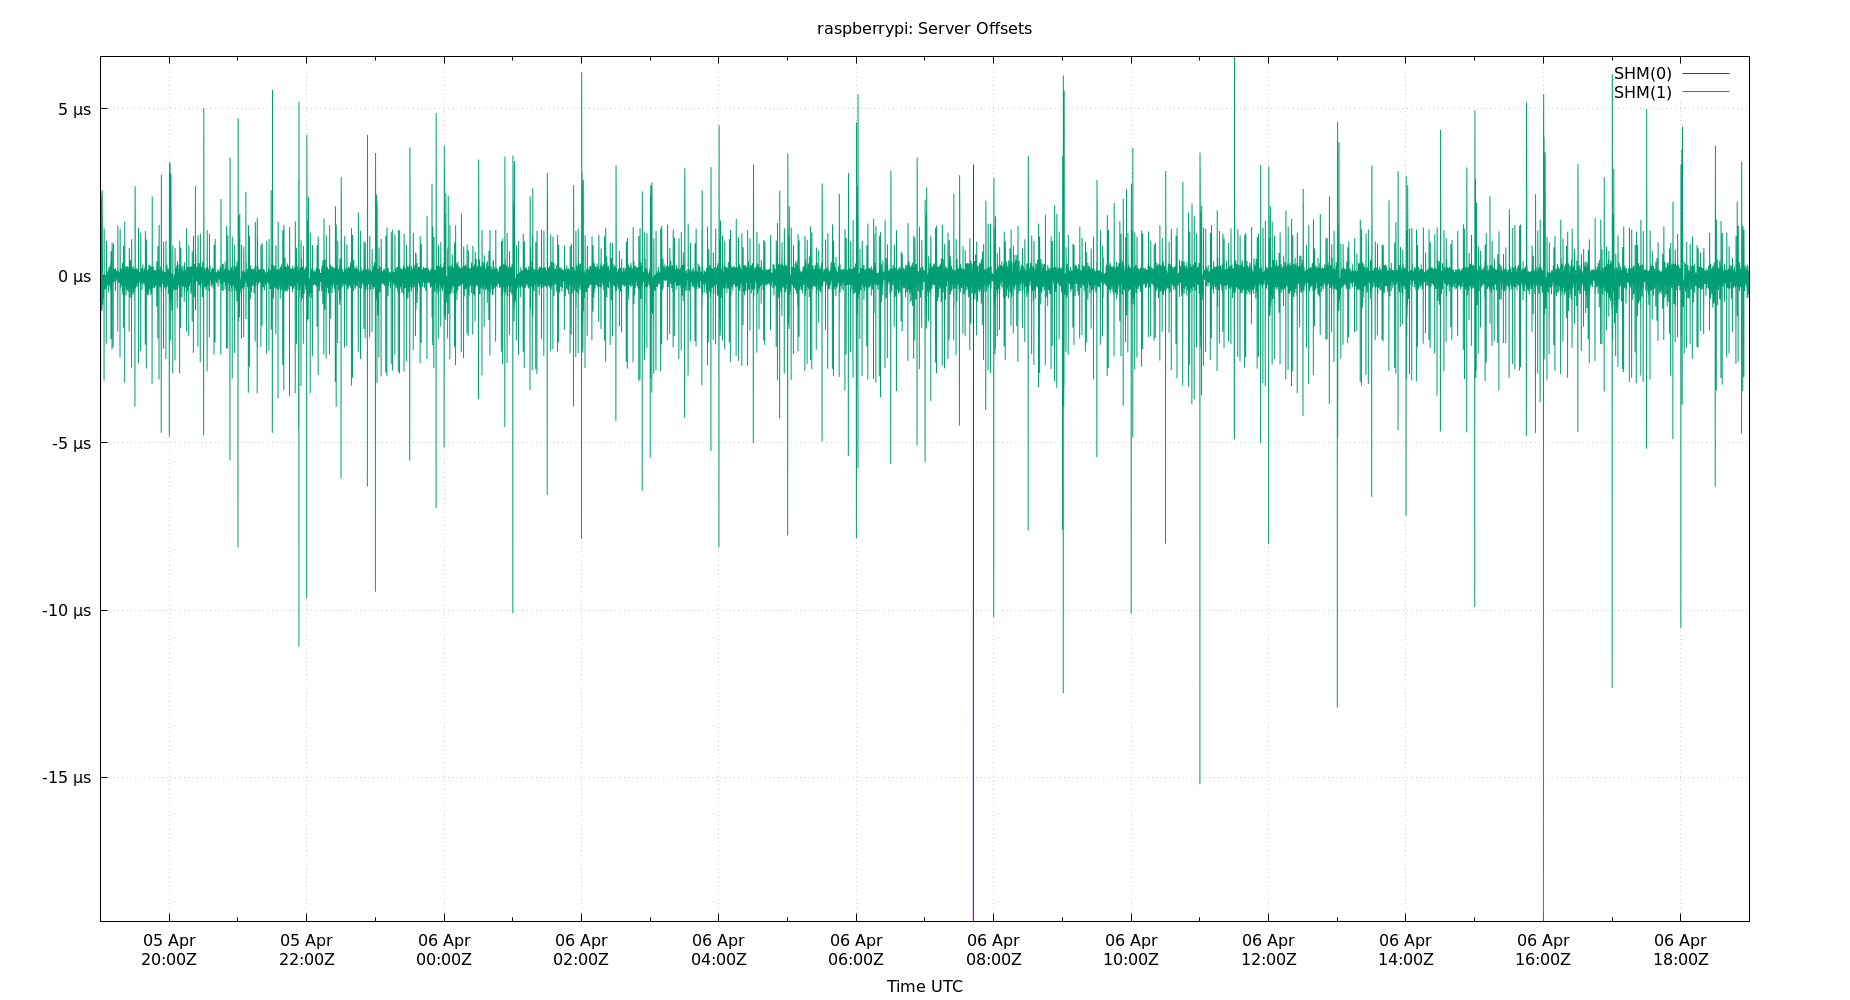 raspberrypi: Server Offsets
SHM(0)
SHM(1)
5 µs
0 µs
-5 µs
-10 µs
-15 µs
05 Apr 05 Apr 06 Apr 06 Apr 06 Apr 06 Apr 06 Apr 06 Apr 06 Apr 06 Apr 06 Apr 06 Apr
20:00Z 22:00Z 00:00Z 02:00Z 04:00Z 06:00Z 08:00Z 10:00Z 12:00Z 14:00Z 16:00Z 18:00Z
Time UTC